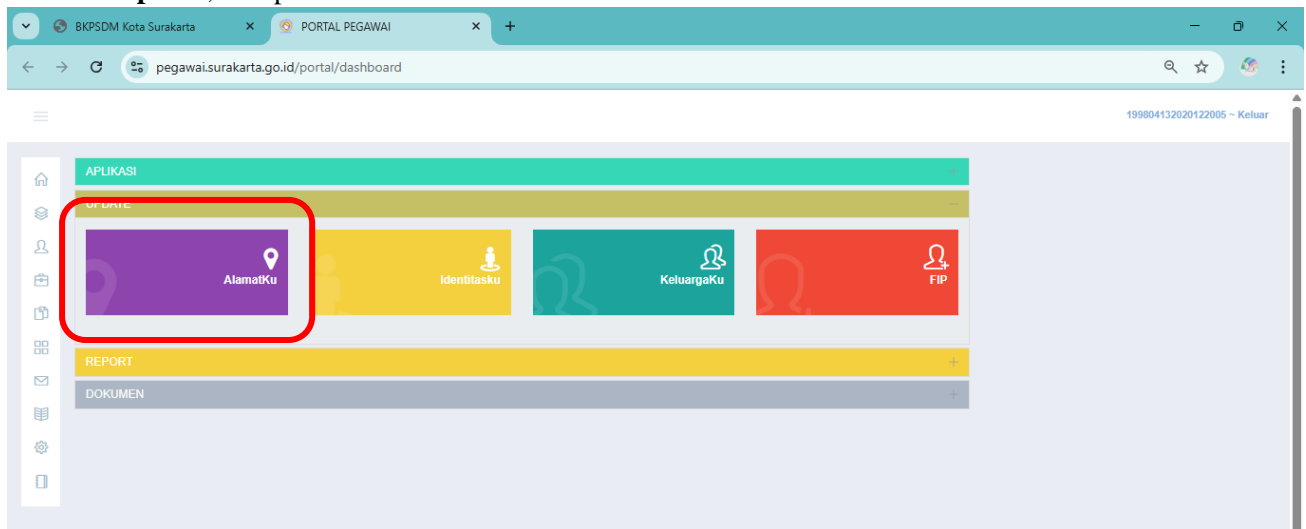 BKPSDM Kota Surakarta
PORTAL PEGAWAI
pegawai.surakarta.go.id/portal/dashboard
199804132020122005 ~ Keluar
APLIKASI
UPDATE
AlamatKu
Identitasku
KeluargaKu
FIP
REPORT
DOKUMEN